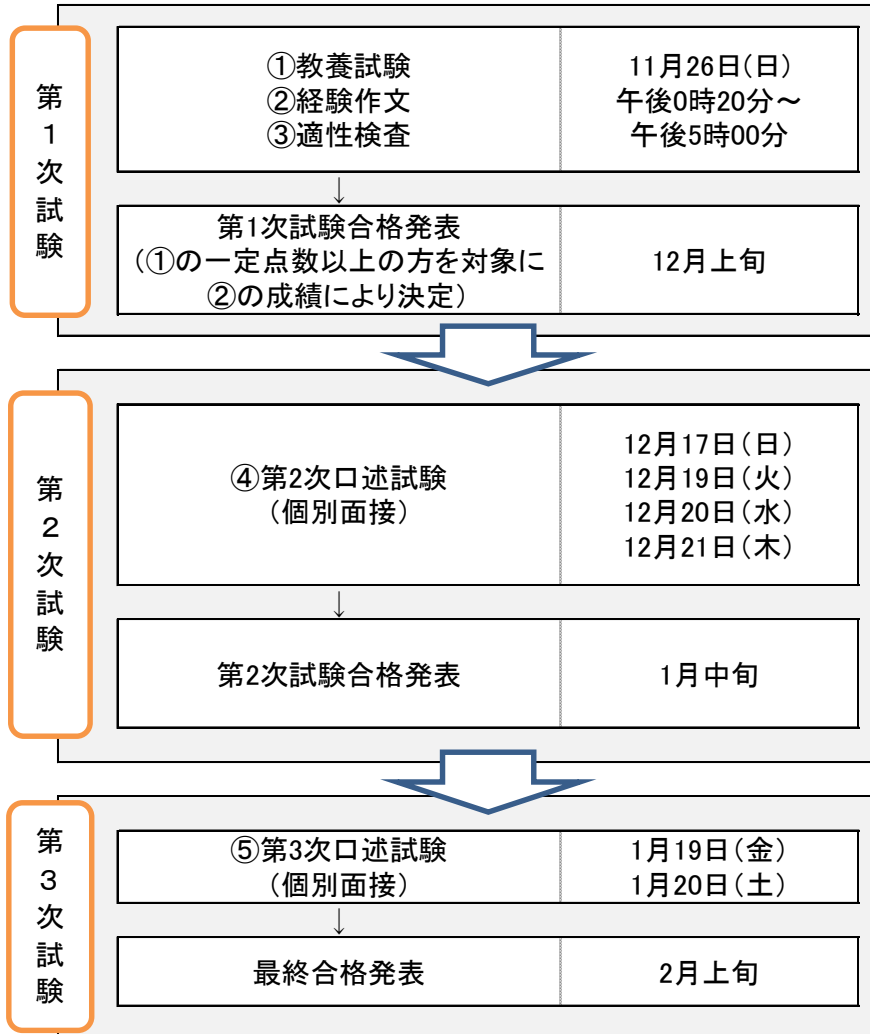 第1次試験
①教養試験
②経験作文
③適性検査
11月26日(日)
午後0時20分~
午後5時00分
↓
第1次試験合格発表
(①の一定点数以上の方を対象に
②の成績により決定)
12月上旬
第2次試験
④第2次口述試験
(個別面接)
12月17日(日)
12月19日(火)
12月20日(水)
12月21日(木)
↓
第2次試験合格発表
1月中旬
第3次試験
⑤第3次口述試験
(個別面接)
1月19日(金)
1月20日(土)
↓
最終合格発表
2月上旬